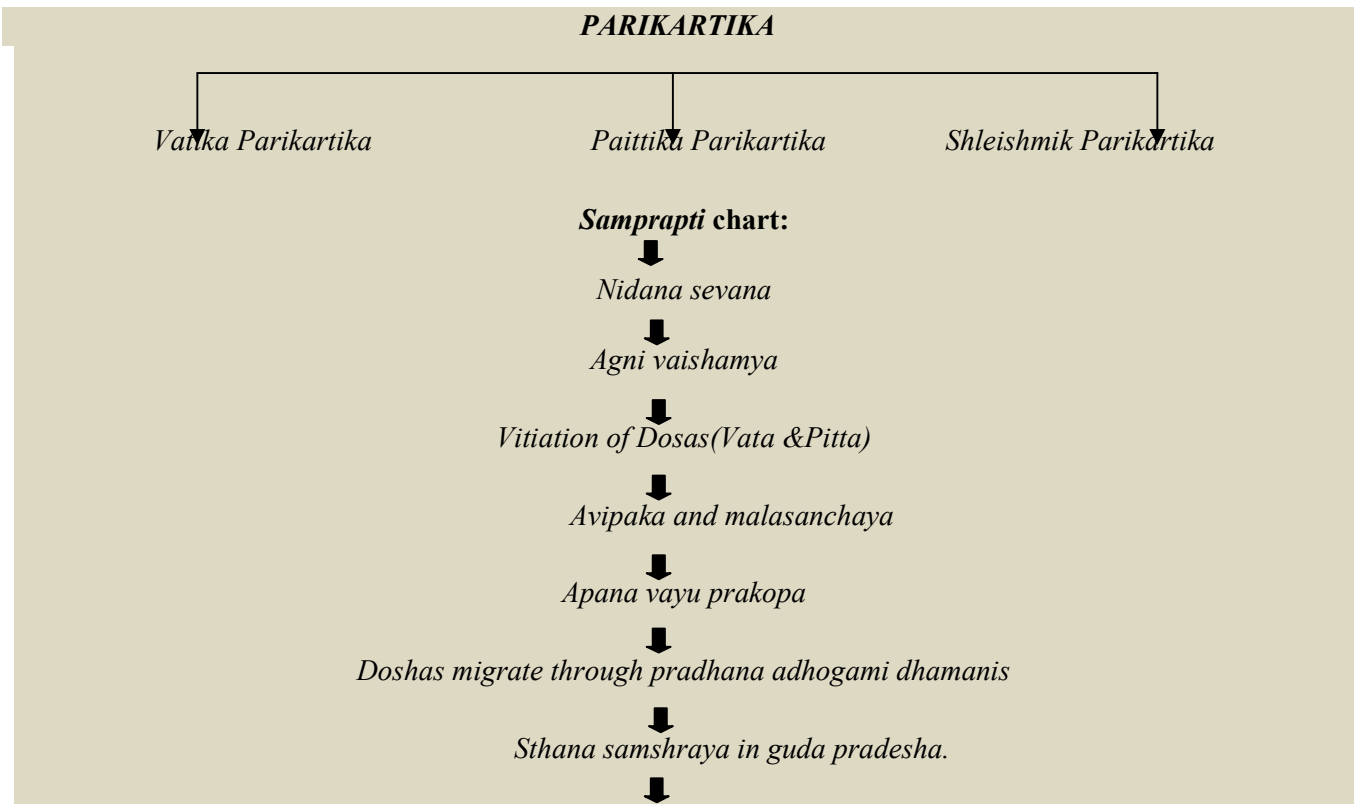 PARIKARTIKA
Vatika Parikartika Paittika Parikartika Shleishmik Parikartika
Samprapti chart:
Nidana sevana
Agni vaishamya
Vitiation of Dosas(Vata &Pitta)
Avipaka and malasanchaya
Apana vayu prakopa
Doshas migrate through pradhana adhogami dhamanis
Sthana samshraya in guda pradesha.